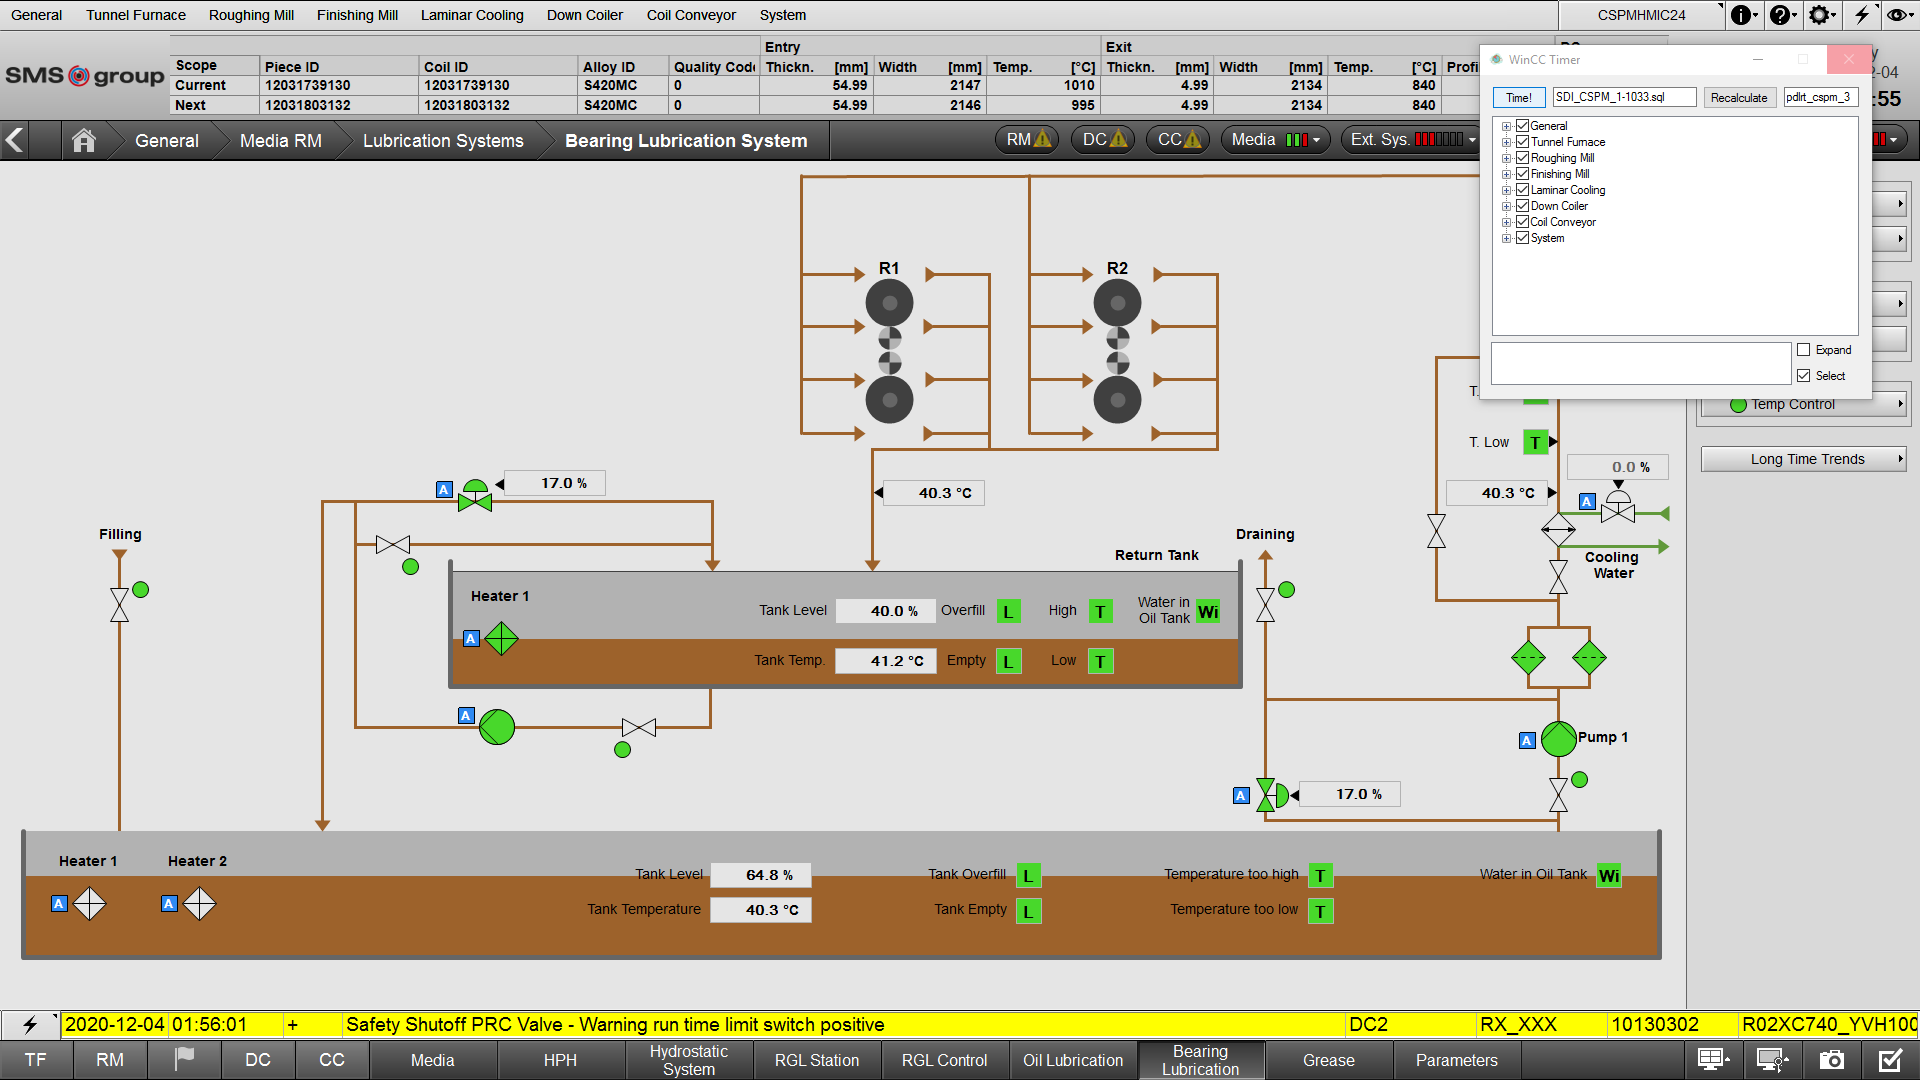 General Tunnel Furnace Roughing Mill Finishing Mill Laminar Cooling Down Coiler Coil Conveyor System CSPMHMIC24
SMS group
Entry Exit
Scope Piece ID Coil ID Alloy ID Quality Code Thickn. [mm] Width [mm] Temp. [°C] Thickn. [mm] Width [mm] Temp. [°C] Profi
Current 12031739130 12031739130 S420MC 0 54.99 2147 1010 4.99 2134 840
Next 12031803132 12031803132 S420MC 0 54.99 2146 995 4.99 2134 840
-04
:55
General Media RM Lubrication Systems Bearing Lubrication System RM DC CC Media Ext. Sys.
WinCC Timer
Time! SDI_CSPM_1-1033.sql Recalculate pdlrt_cspm_3
General
Tunnel Furnace
Roughing Mill
Finishing Mill
Laminar Cooling
Down Coiler
Coil Conveyor
System
Expand
Select
R1 R2
T.
Temp Control
T. Low T
Long Time Trends
0.0 %
A 17.0 %
40.3 °C
40.3 °C
A
Filling
Draining
Cooling
Water
Return Tank
Heater 1
A
Tank Level 40.0 % Overfill L High T Water in
Oil Tank Wi
Tank Temp. 41.2 °C Empty L Low T
A
A Pump 1
A 17.0 %
Heater 1 Heater 2
A A
Tank Level 64.8 % Tank Overfill L Temperature too high T Water in Oil Tank Wi
Tank Temperature 40.3 °C Tank Empty L Temperature too low T
2020-12-04 01:56:01 + Safety Shutoff PRC Valve - Warning run time limit switch positive DC2 RX_XXX 10130302 R02XC740_YVH100
TF RM DC CC Media HPH Hydrostatic
System RGL Station RGL Control Oil Lubrication Bearing
Lubrication Grease Parameters